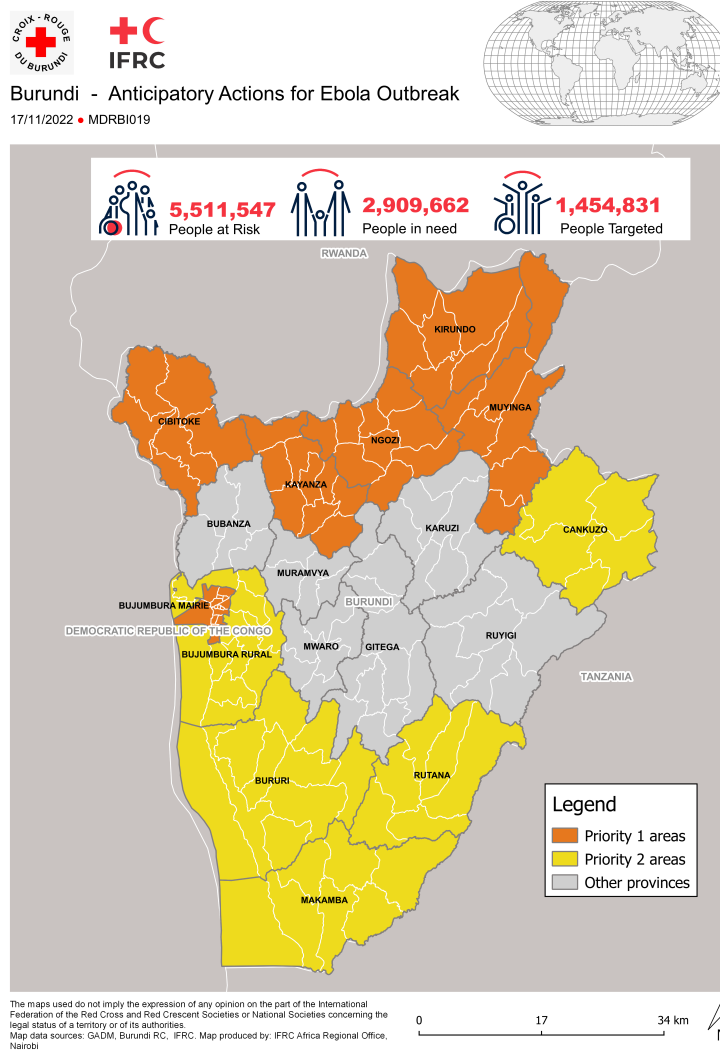 CROIX - ROUGE
DU BURUNDI
IFRC
Burundi - Anticipatory Actions for Ebola Outbreak
17/11/2022 ● MDRBI019
5,511,547
People at Risk
2,909,662
People in need
1,454,831
People Targeted
RWANDA
KIRUNDO
MUYINGA
CIBITOKE
NGOZI
KAYANZA
BUBANZA
KARUZI
CANKUZO
MURAMVYA
BURUNDI
BUJUMBURA MAIRIE
DEMOCRATIC REPUBLIC OF THE CONGO
RUYIGI
MWARO
GITEGA
BUJUMBURA RURAL
TANZANIA
BURURI
RUTANA
MAKAMBA
Legend
Priority 1 areas
Priority 2 areas
Other provinces
The maps used do not imply the expression of any opinion on the part of the International
Federation of the Red Cross and Red Crescent Societies or National Societies concerning the
legal status of a territory or of its authorities.
Map data sources: GADM, Burundi RC, IFRC. Map produced by: IFRC Africa Regional Office,
Nairobi
0 17 34 km